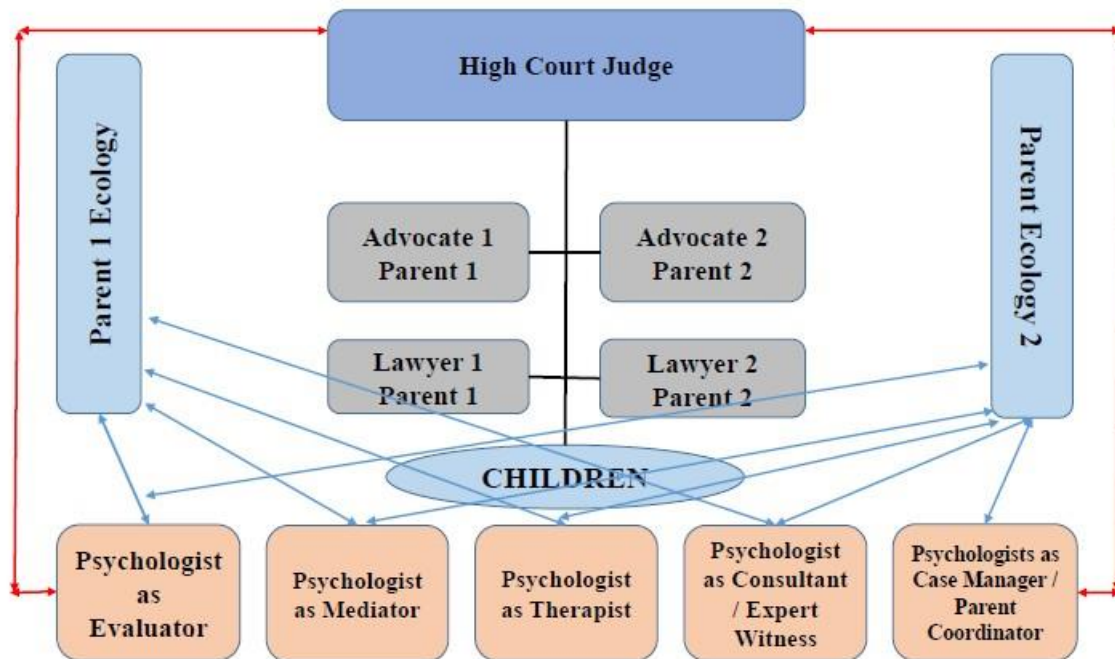 High Court Judge
Parent 1 Ecology
Parent Ecology 2
Advocate 1
Parent 1
Advocate 2
Parent 2
Lawyer 1
Parent 1
Lawyer 2
Parent 2
CHILDREN
Psychologist
as
Evaluator
Psychologist
as Mediator
Psychologist
as Therapist
Psychologist
as Consultant
/ Expert
Witness
Psychologists as
Case Manager /
Parent
Coordinator